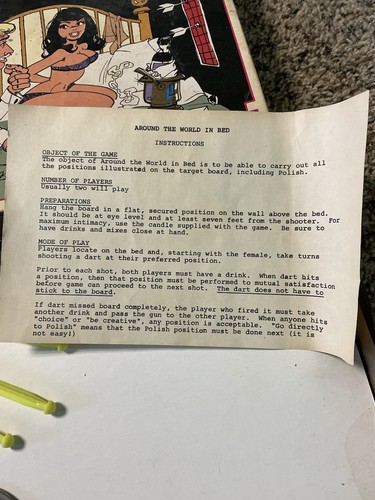 AROUND THE WORLD IN BED
INSTRUCTIONS
OBJECT OF THE GAME
The object of Around the World in Bed is to be able to carry out all
the positions illustrated on the target board, including Polish.
NUMBER OF PLAYERS
Usually two will play
PREPARATIONS
Hang the board in a flat, secured position on the wall above the bed.
It should be at eye level and at least seven feet from the shooter. For
maximum intimacy, use the candle supplied with the game. Be sure to
have drinks and mixes close at hand.
MODE OF PLAY
Players locate on the bed and, starting with the female, take turns
shooting a dart at their preferred position.
Prior to each shot, both players must have a drink. When dart hits
a position, then that position must be performed to mutual satisfaction
before game can proceed to the next shot. The dart does not have to
stick to the board.
If dart missed board completely, the player who fired it must take
another drink and pass the gun to the other player. When anyone hits
"choice" or "be creative", any position is acceptable. "Go directly
to Polish" means that the Polish position must be done next (it is
not easy!)